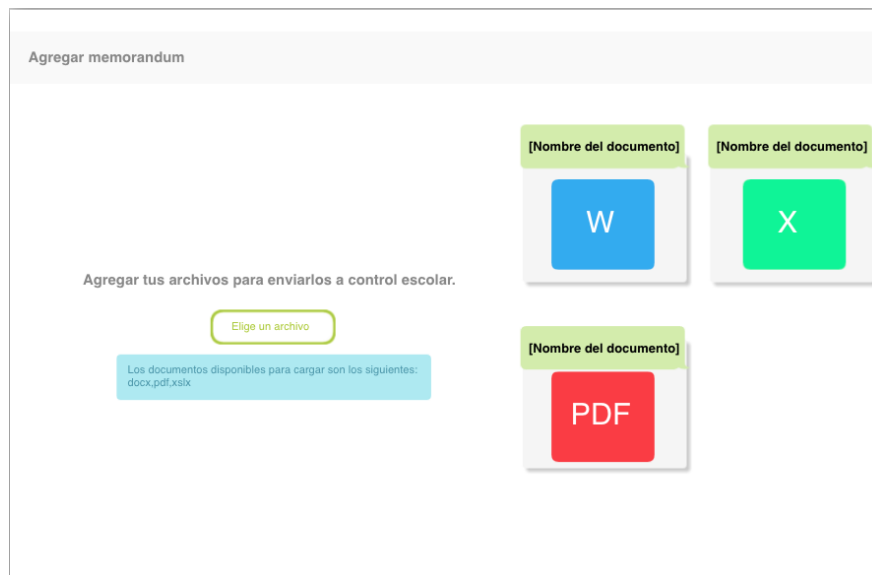 Agregar memorandum
[Nombre del documento]
[Nombre del documento]
W
X
Agregar tus archivos para enviarlos a control escolar.
Elige un archivo
Los documentos disponibles para cargar son los siguientes:
docx,pdf,xslx
[Nombre del documento]
PDF